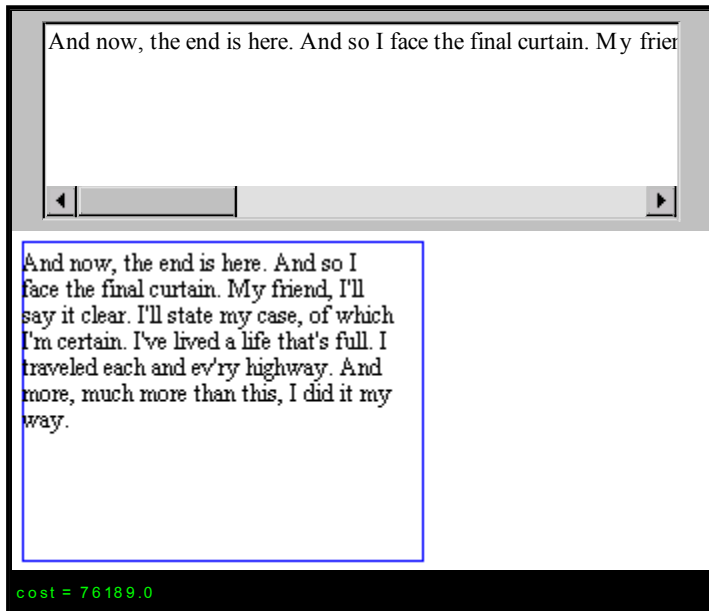 And now, the end is here. And so I face the final curtain. My frien
And now, the end is here. And so I
face the final curtain. My friend, I'll
say it clear. I'll state my case, of which
I'm certain. I've lived a life that's full. I
traveled each and ev'ry highway. And
more, much more than this, I did it my
way.
cost = 76189.0